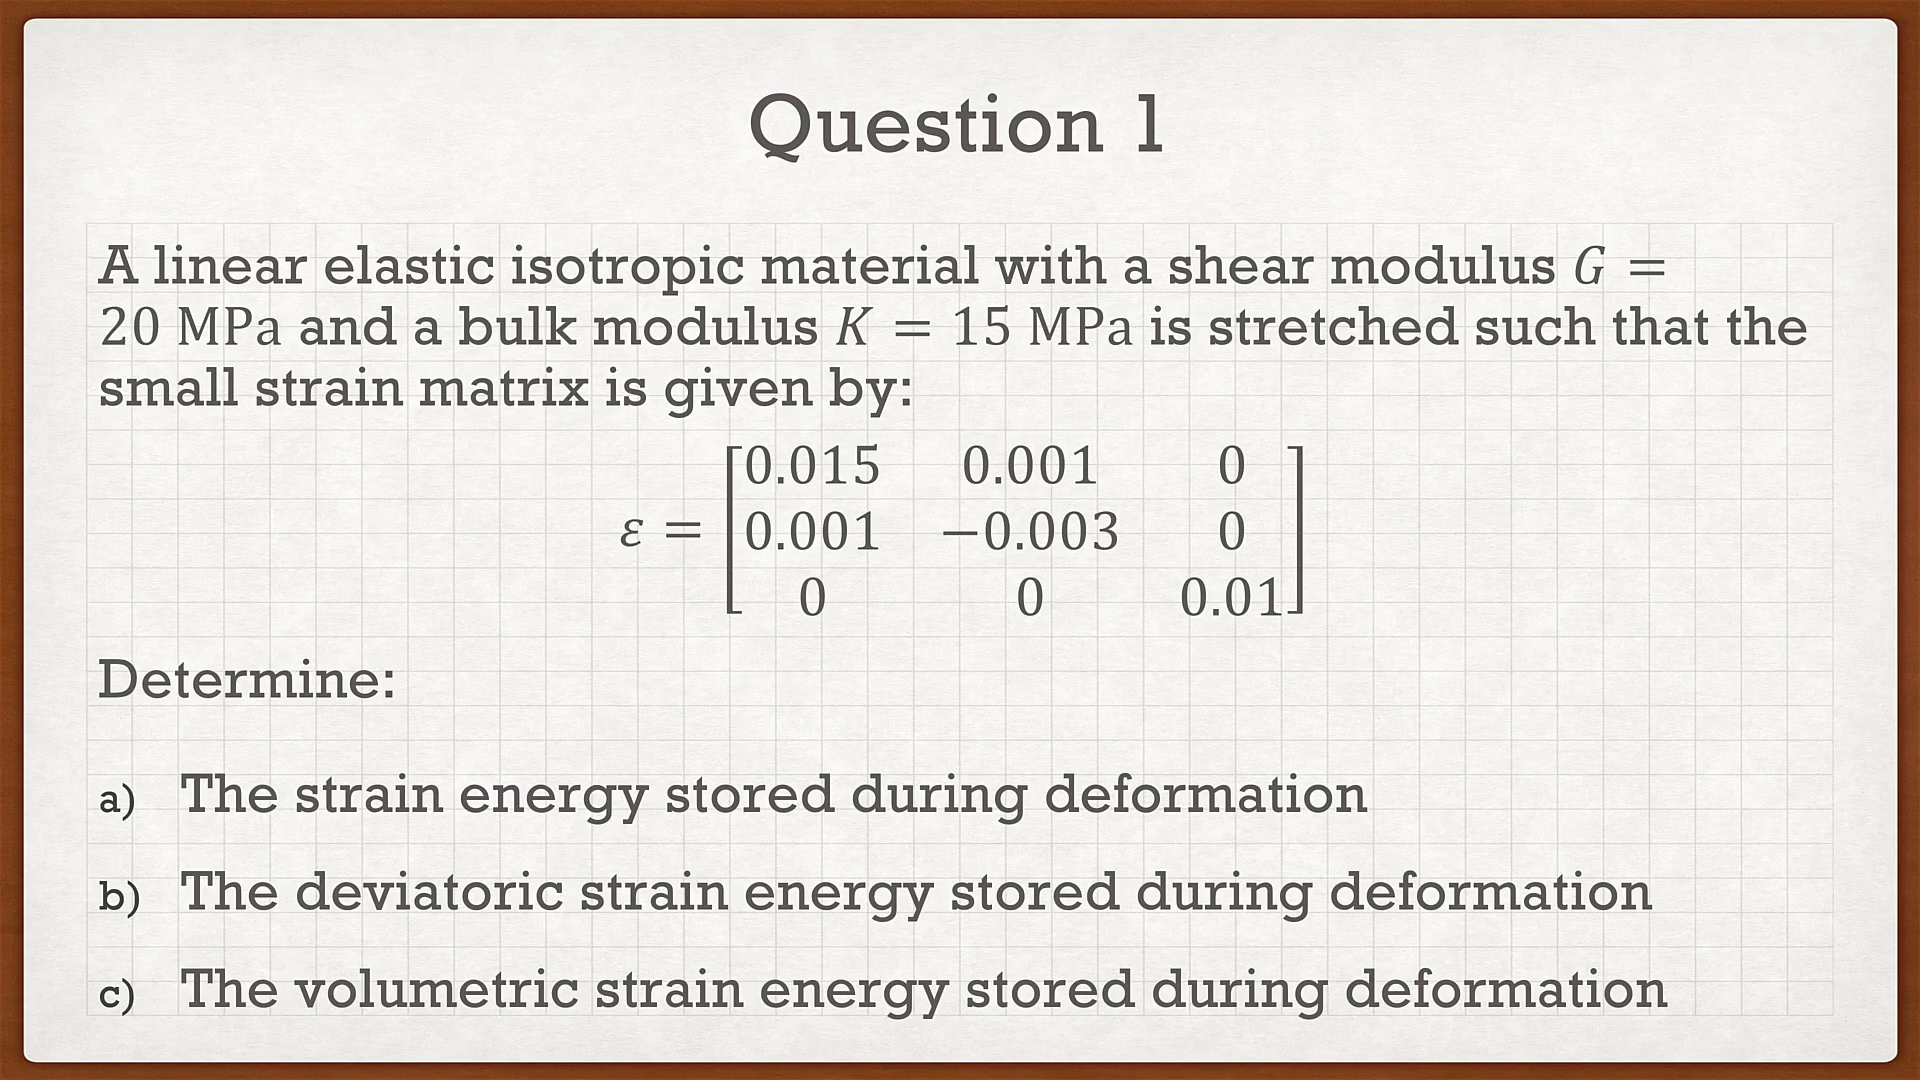 Question 1
A linear elastic isotropic material with a shear modulus G =
20 MPa and a bulk modulus K = 15 MPa is stretched such that the
small strain matrix is given by:
ε = [0.015 0.001 0
0.001 −0.003 0
0 0 0.01]
Determine:
a) The strain energy stored during deformation
b) The deviatoric strain energy stored during deformation
c) The volumetric strain energy stored during deformation